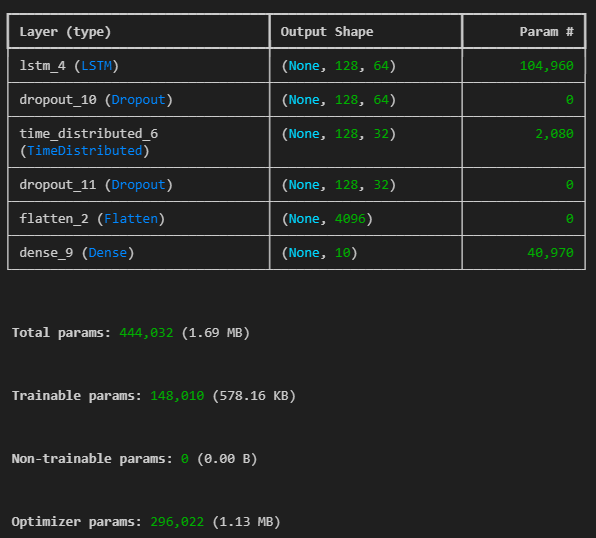 Layer (type) Output Shape Param #
lstm_4 (LSTM) (None, 128, 64) 104,960
dropout_10 (Dropout) (None, 128, 64) 0
time_distributed_6 (None, 128, 32) 2,080
(TimeDistributed)
dropout_11 (Dropout) (None, 128, 32) 0
flatten_2 (Flatten) (None, 4096) 0
dense_9 (Dense) (None, 10) 40,970
Total params: 444,032 (1.69 MB)
Trainable params: 148,010 (578.16 KB)
Non-trainable params: 0 (0.00 B)
Optimizer params: 296,022 (1.13 MB)